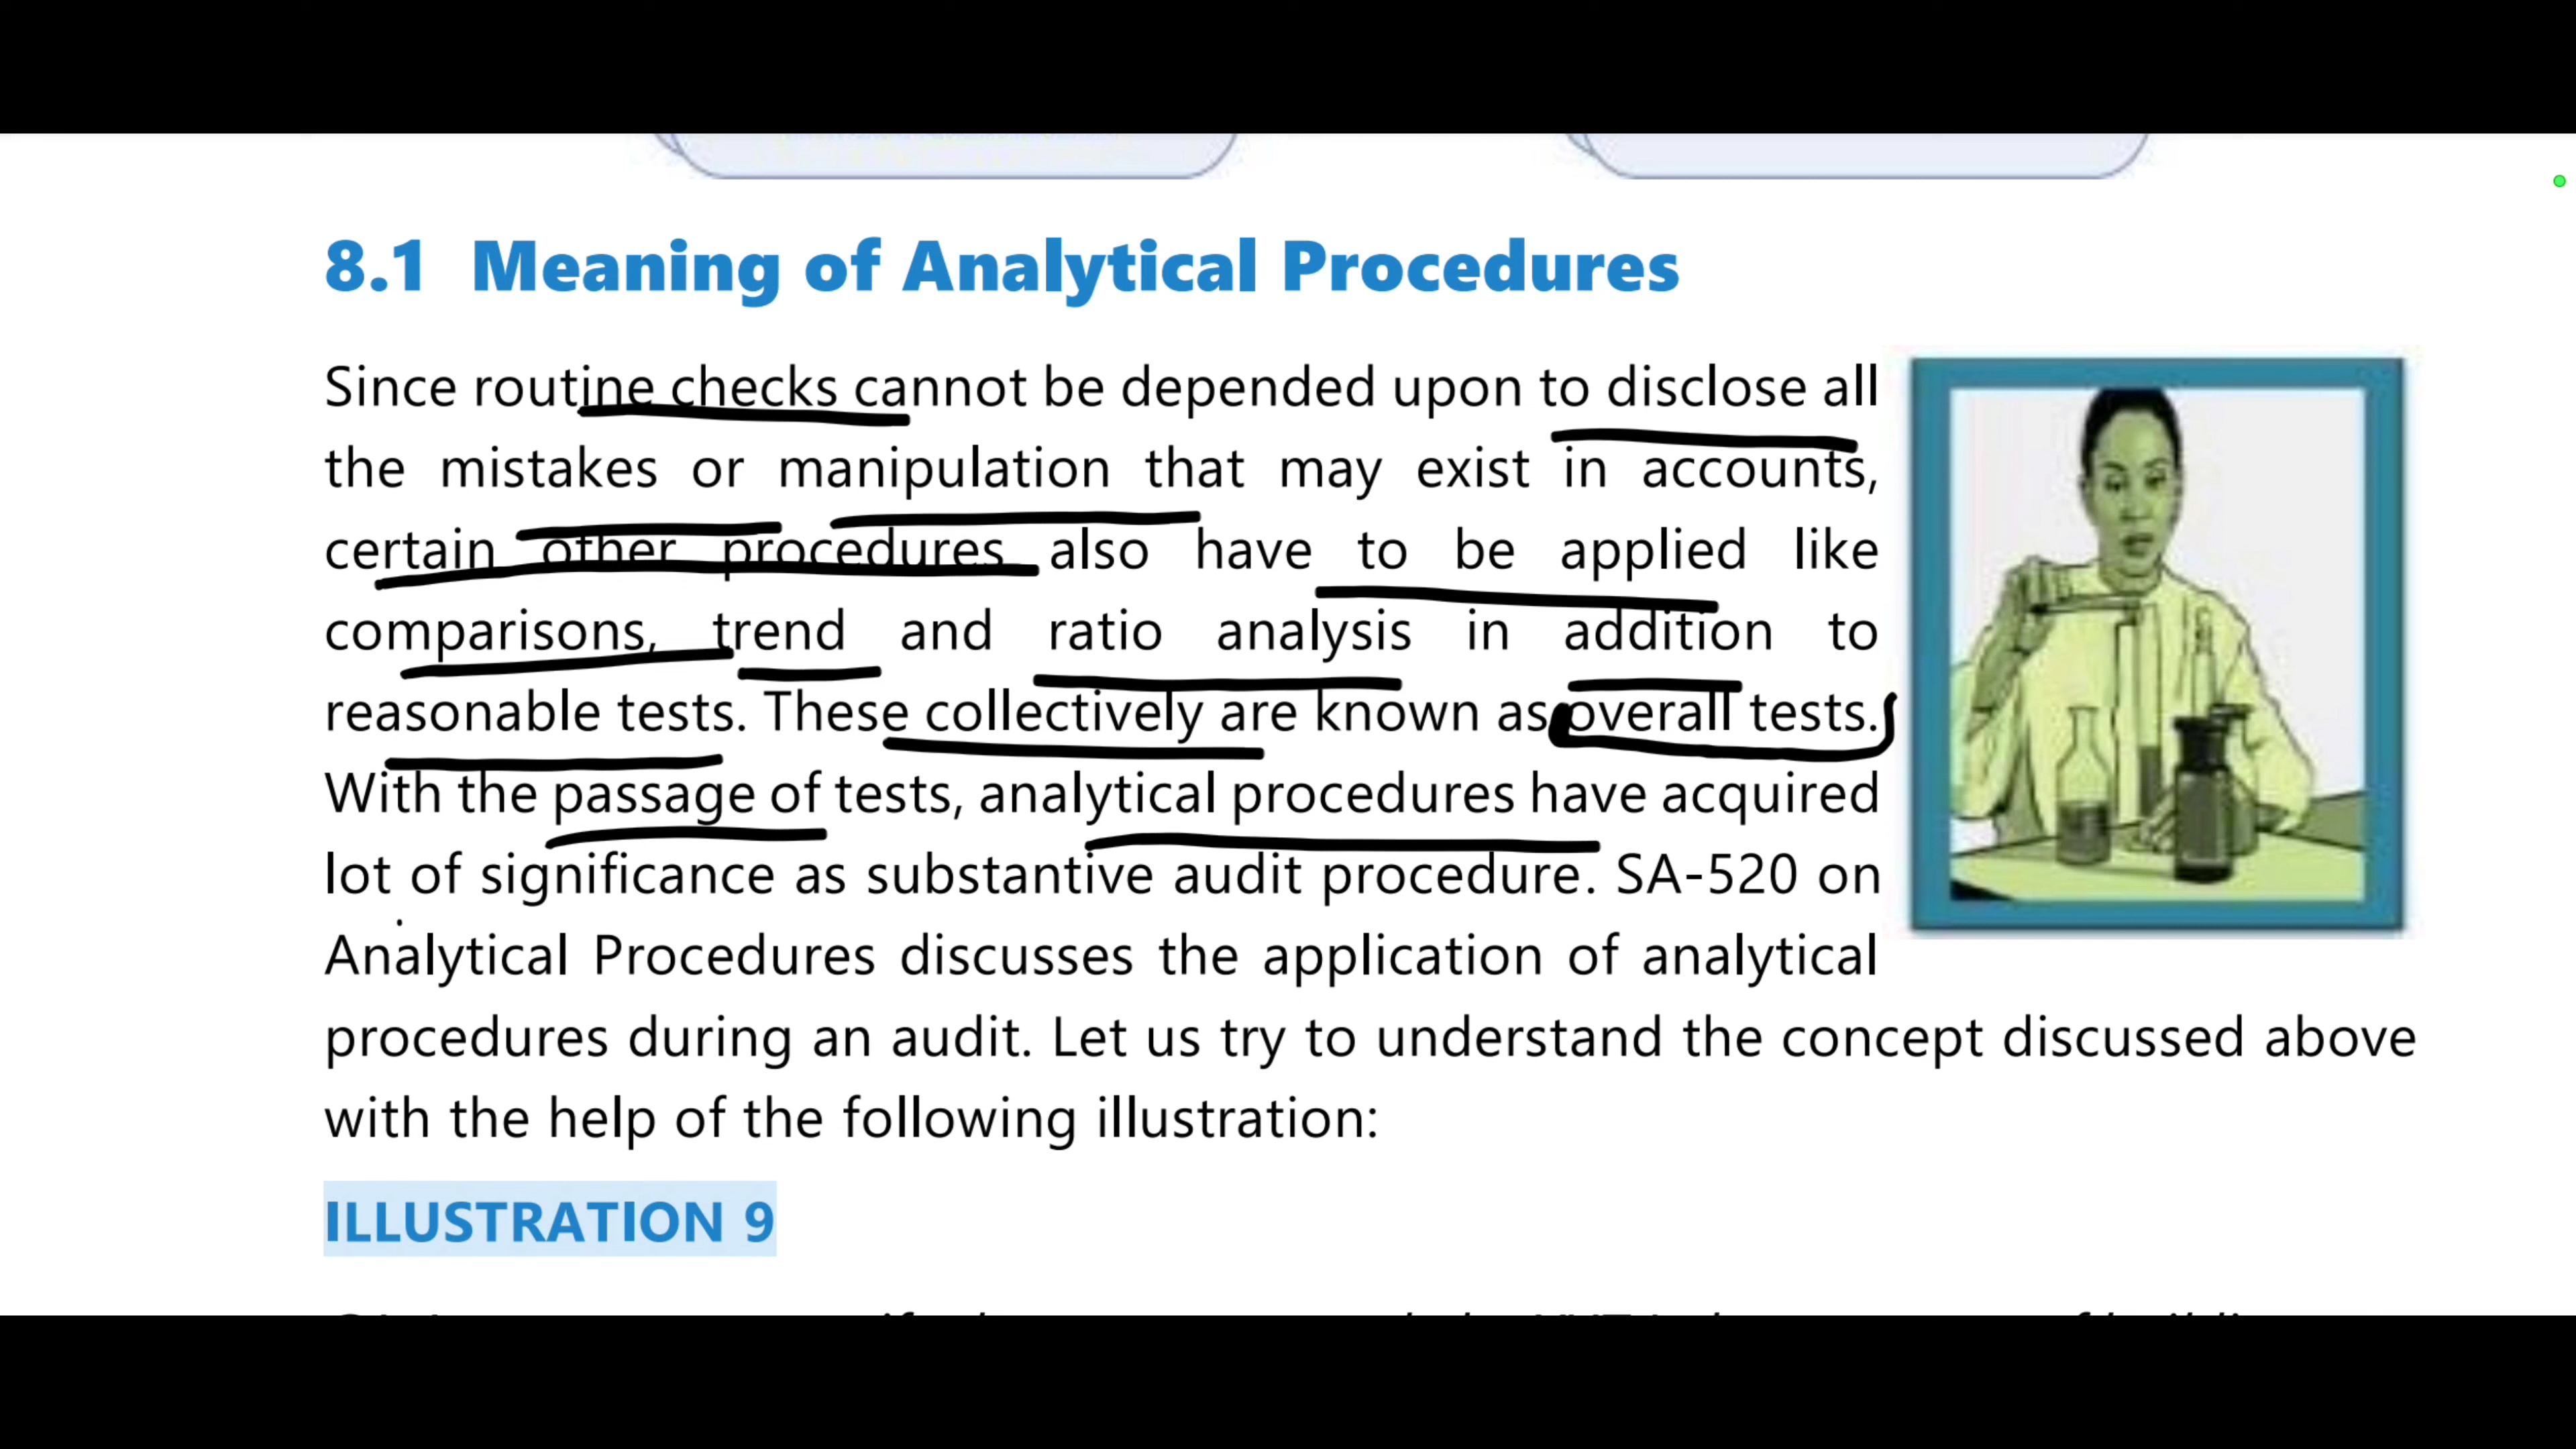 8.1 Meaning of Analytical Procedures
Since routine checks cannot be depended upon to disclose all
the mistakes or manipulation that may exist in accounts,
certain other procedures also have to be applied like
comparisons, trend and ratio analysis in addition to
reasonable tests. These collectively are known as overall tests.
With the passage of tests, analytical procedures have acquired
lot of significance as substantive audit procedure. SA-520 on
Analytical Procedures discusses the application of analytical
procedures during an audit. Let us try to understand the concept discussed above
with the help of the following illustration:
ILLUSTRATION 9